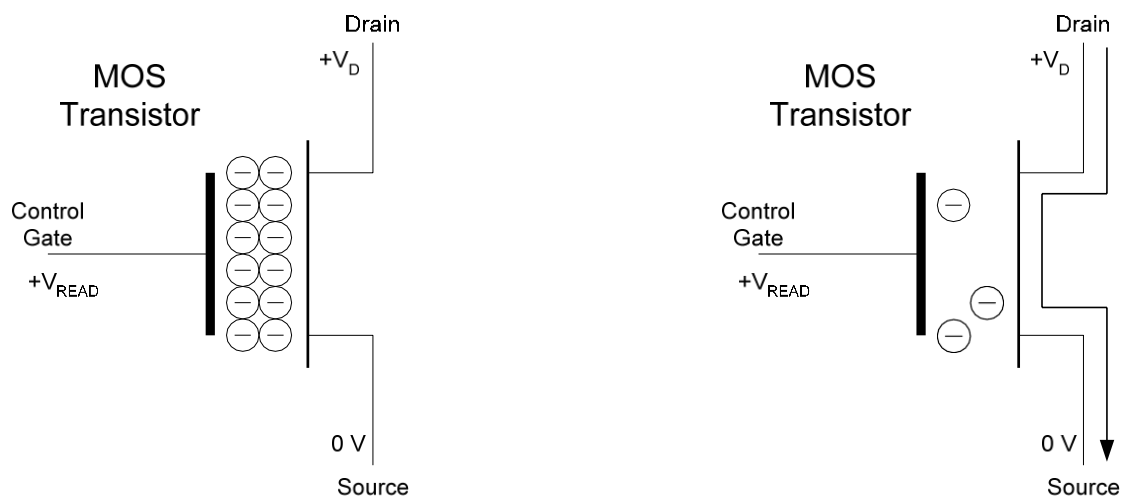 Drain
+VD
MOS
Transistor
Control
Gate
+VREAD
0 V
Source
Drain
+VD
MOS
Transistor
Control
Gate
+VREAD
0 V
Source